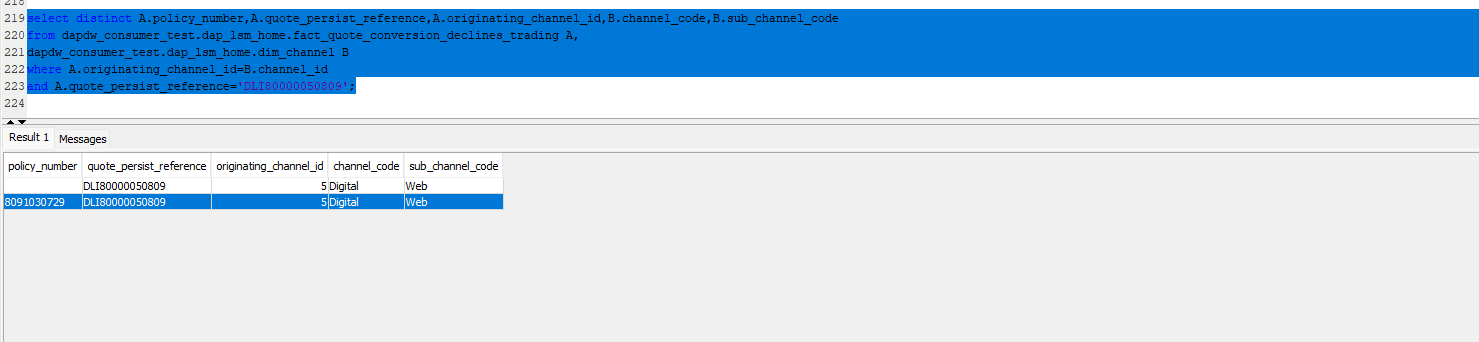 218
219 select distinct A.policy_number,A.quote_persist_reference,A.originating_channel_id,B.channel_code,B.sub_channel_code
220 from dapdw_consumer_test.dap_lsm_home.fact_quote_conversion_declines_trading A,
221 dapdw_consumer_test.dap_lsm_home.dim_channel B
222 where A.originating_channel_id=B.channel_id
223 and A.quote_persist_reference='DLI80000050809';
224
Result 1 Messages
policy_number quote_persist_reference originating_channel_id channel_code sub_channel_code
DLI80000050809 5 Digital Web
8091030729 DLI80000050809 5 Digital Web